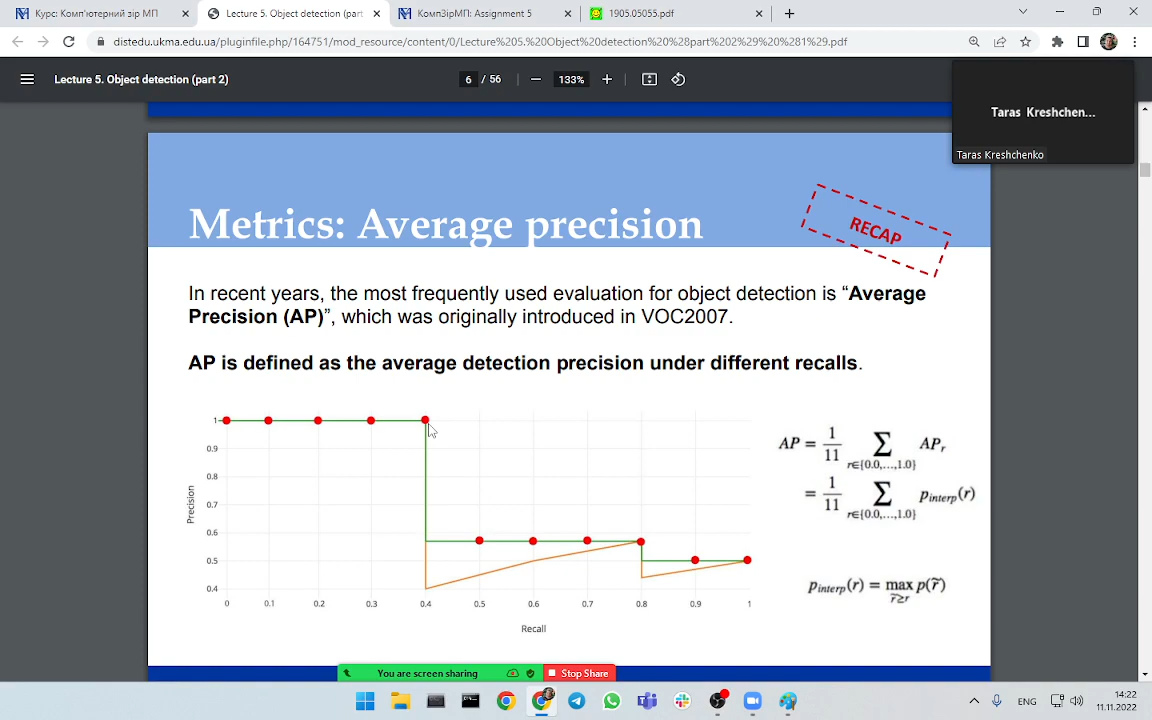 Курс: Комп'ютерний зір МП
Lecture 5. Object detection (part
КомпЗірМП: Assignment 5
1905.05055.pdf
distedu.ukma.edu.ua/pluginfile.php/164751/mod_resource/content/0/Lecture%205.%20Object%20detection%20%28part%202%29%20%281%29.pdf
Lecture 5. Object detection (part 2)
6 / 56
133%
Taras Kreshchen...
Taras Kreshchenko
Metrics: Average precision
RECAP
In recent years, the most frequently used evaluation for object detection is “Average
Precision (AP)”, which was originally introduced in VOC2007.
AP is defined as the average detection precision under different recalls.
1
0.9
0.8
0.7
0.6
0.5
0.4
Precision
0 0.1 0.2 0.3 0.4 0.5 0.6 0.7 0.8 0.9 1
Recall
AP = 1/11 ∑ r∈{0.0,...,1.0} APr
= 1/11 ∑ r∈{0.0,...,1.0} pinterp(r)
pinterp(r) = max r̃≥r p(r̃)
You are screen sharing
Stop Share
ENG
14:22
11.11.2022